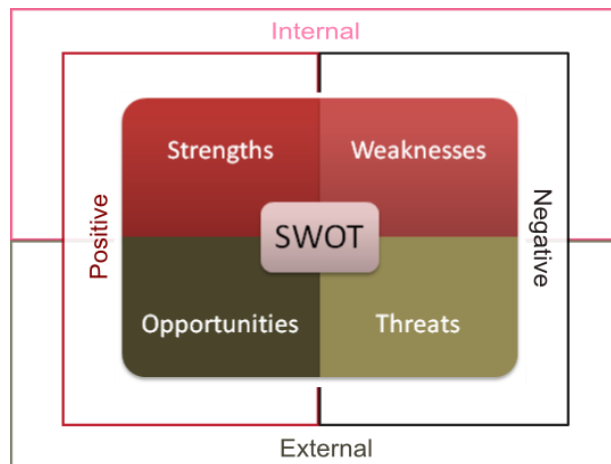 Internal
Strengths
Weaknesses
Positive
SWOT
Negative
Opportunities
Threats
External